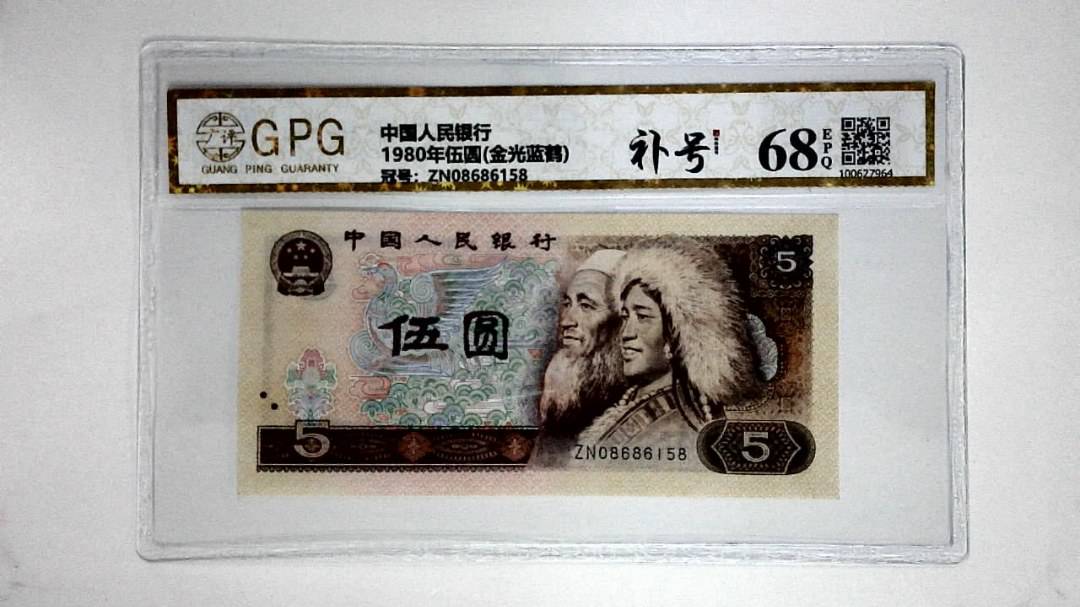 广评
GPG
GUANG PING GUARANTY
中国人民银行
1980年伍圆(金光蓝鹤)
冠号: ZN08686158
补号
68
EPQ
100627964
中国人民银行
5
伍圆
5
ZN08686158
5